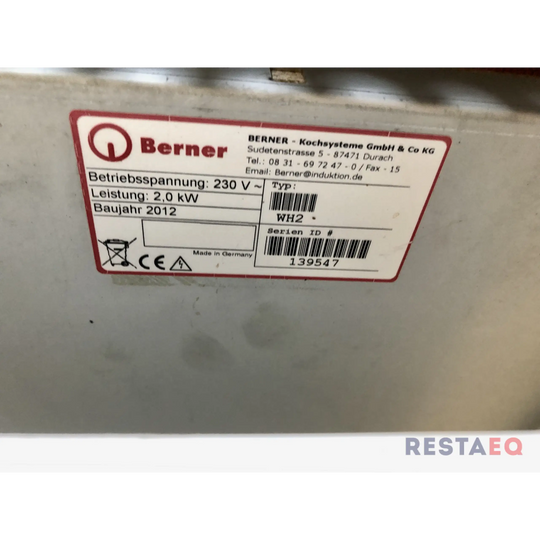 Berner
BERNER - Kochsysteme GmbH & Co KG
Sudetenstrasse 5 - 87471 Durach
Tel.: 08 31 - 69 72 47 - 0 / Fax - 15
Email: Berner@induktion.de
Betriebsspannung: 230 V ~
Leistung: 2,0 kW
Baujahr 2012
Made in Germany
Typ:
WH2 -
Serien ID #
139547
CE
RESTAEQ